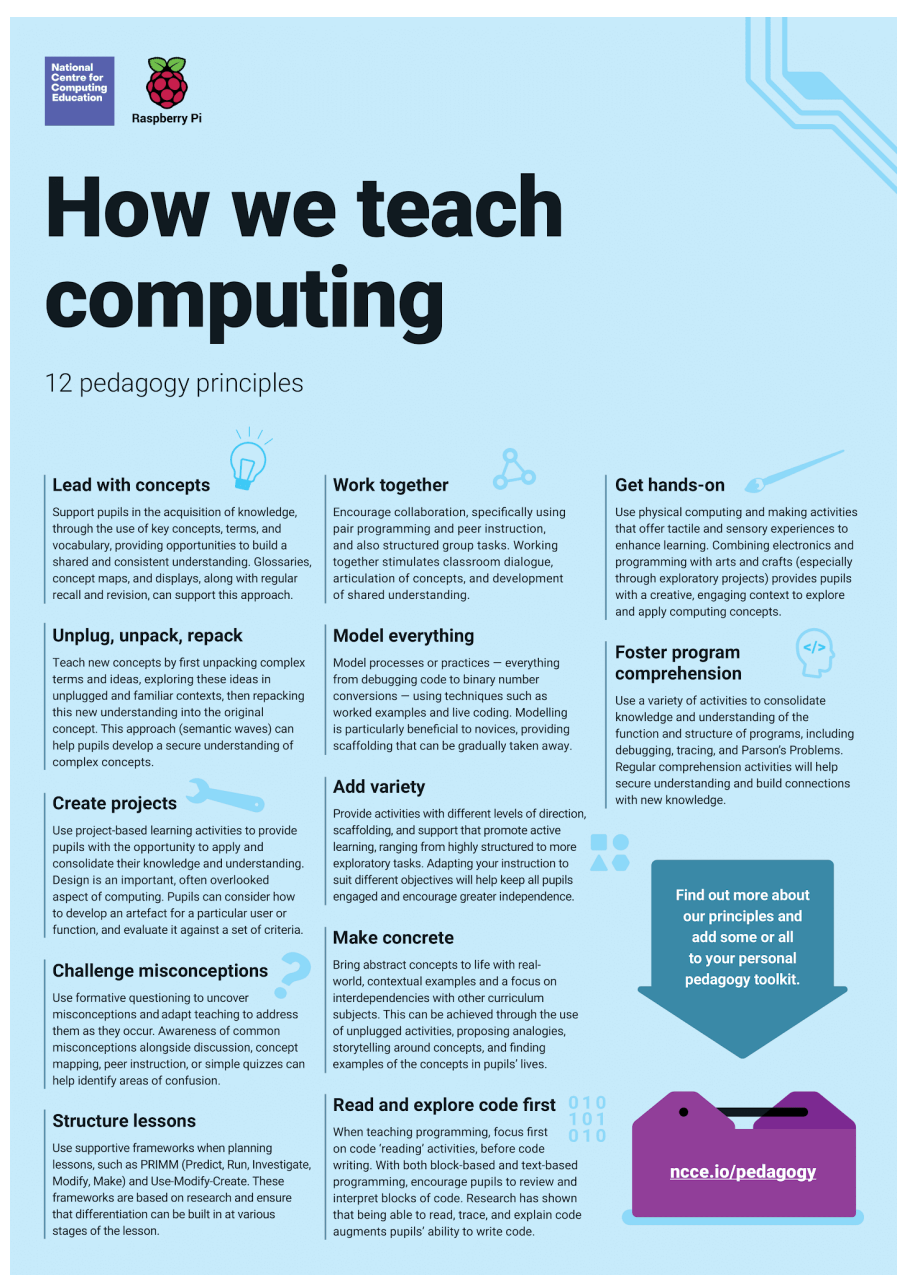 National
Centre for
Computing
Education
Raspberry Pi
How we teach
computing
12 pedagogy principles
Lead with concepts
Support pupils in the acquisition of knowledge,
through the use of key concepts, terms, and
vocabulary, providing opportunities to build a
shared and consistent understanding. Glossaries,
concept maps, and displays, along with regular
recall and revision, can support this approach.
Unplug, unpack, repack
Teach new concepts by first unpacking complex
terms and ideas, exploring these ideas in
unplugged and familiar contexts, then repacking
this new understanding into the original
concept. This approach (semantic waves) can
help pupils develop a secure understanding of
complex concepts.
Create projects
Use project-based learning activities to provide
pupils with the opportunity to apply and
consolidate their knowledge and understanding.
Design is an important, often overlooked
aspect of computing. Pupils can consider how
to develop an artefact for a particular user or
function, and evaluate it against a set of criteria.
Challenge misconceptions
Use formative questioning to uncover
misconceptions and adapt teaching to address
them as they occur. Awareness of common
misconceptions alongside discussion, concept
mapping, peer instruction, or simple quizzes can
help identify areas of confusion.
Structure lessons
Use supportive frameworks when planning
lessons, such as PRIMM (Predict, Run, Investigate,
Modify, Make) and Use-Modify-Create. These
frameworks are based on research and ensure
that differentiation can be built in at various
stages of the lesson.
Work together
Encourage collaboration, specifically using
pair programming and peer instruction,
and also structured group tasks. Working
together stimulates classroom dialogue,
articulation of concepts, and development
of shared understanding.
Model everything
Model processes or practices — everything
from debugging code to binary number
conversions — using techniques such as
worked examples and live coding. Modelling
is particularly beneficial to novices, providing
scaffolding that can be gradually taken away.
Add variety
Provide activities with different levels of direction,
scaffolding, and support that promote active
learning, ranging from highly structured to more
exploratory tasks. Adapting your instruction to
suit different objectives will help keep all pupils
engaged and encourage greater independence.
Make concrete
Bring abstract concepts to life with real-
world, contextual examples and a focus on
interdependencies with other curriculum
subjects. This can be achieved through the use
of unplugged activities, proposing analogies,
storytelling around concepts, and finding
examples of the concepts in pupils' lives.
Read and explore code first
010
101
010
When teaching programming, focus first
on code 'reading' activities, before code
writing. With both block-based and text-based
programming, encourage pupils to review and
interpret blocks of code. Research has shown
that being able to read, trace, and explain code
augments pupils' ability to write code.
Get hands-on
Use physical computing and making activities
that offer tactile and sensory experiences to
enhance learning. Combining electronics and
programming with arts and crafts (especially
through exploratory projects) provides pupils
with a creative, engaging context to explore
and apply computing concepts.
Foster program
comprehension
</>
Use a variety of activities to consolidate
knowledge and understanding of the
function and structure of programs, including
debugging, tracing, and Parson's Problems.
Regular comprehension activities will help
secure understanding and build connections
with new knowledge.
Find out more about
our principles and
add some or all
to your personal
pedagogy toolkit.
ncce.io/pedagogy